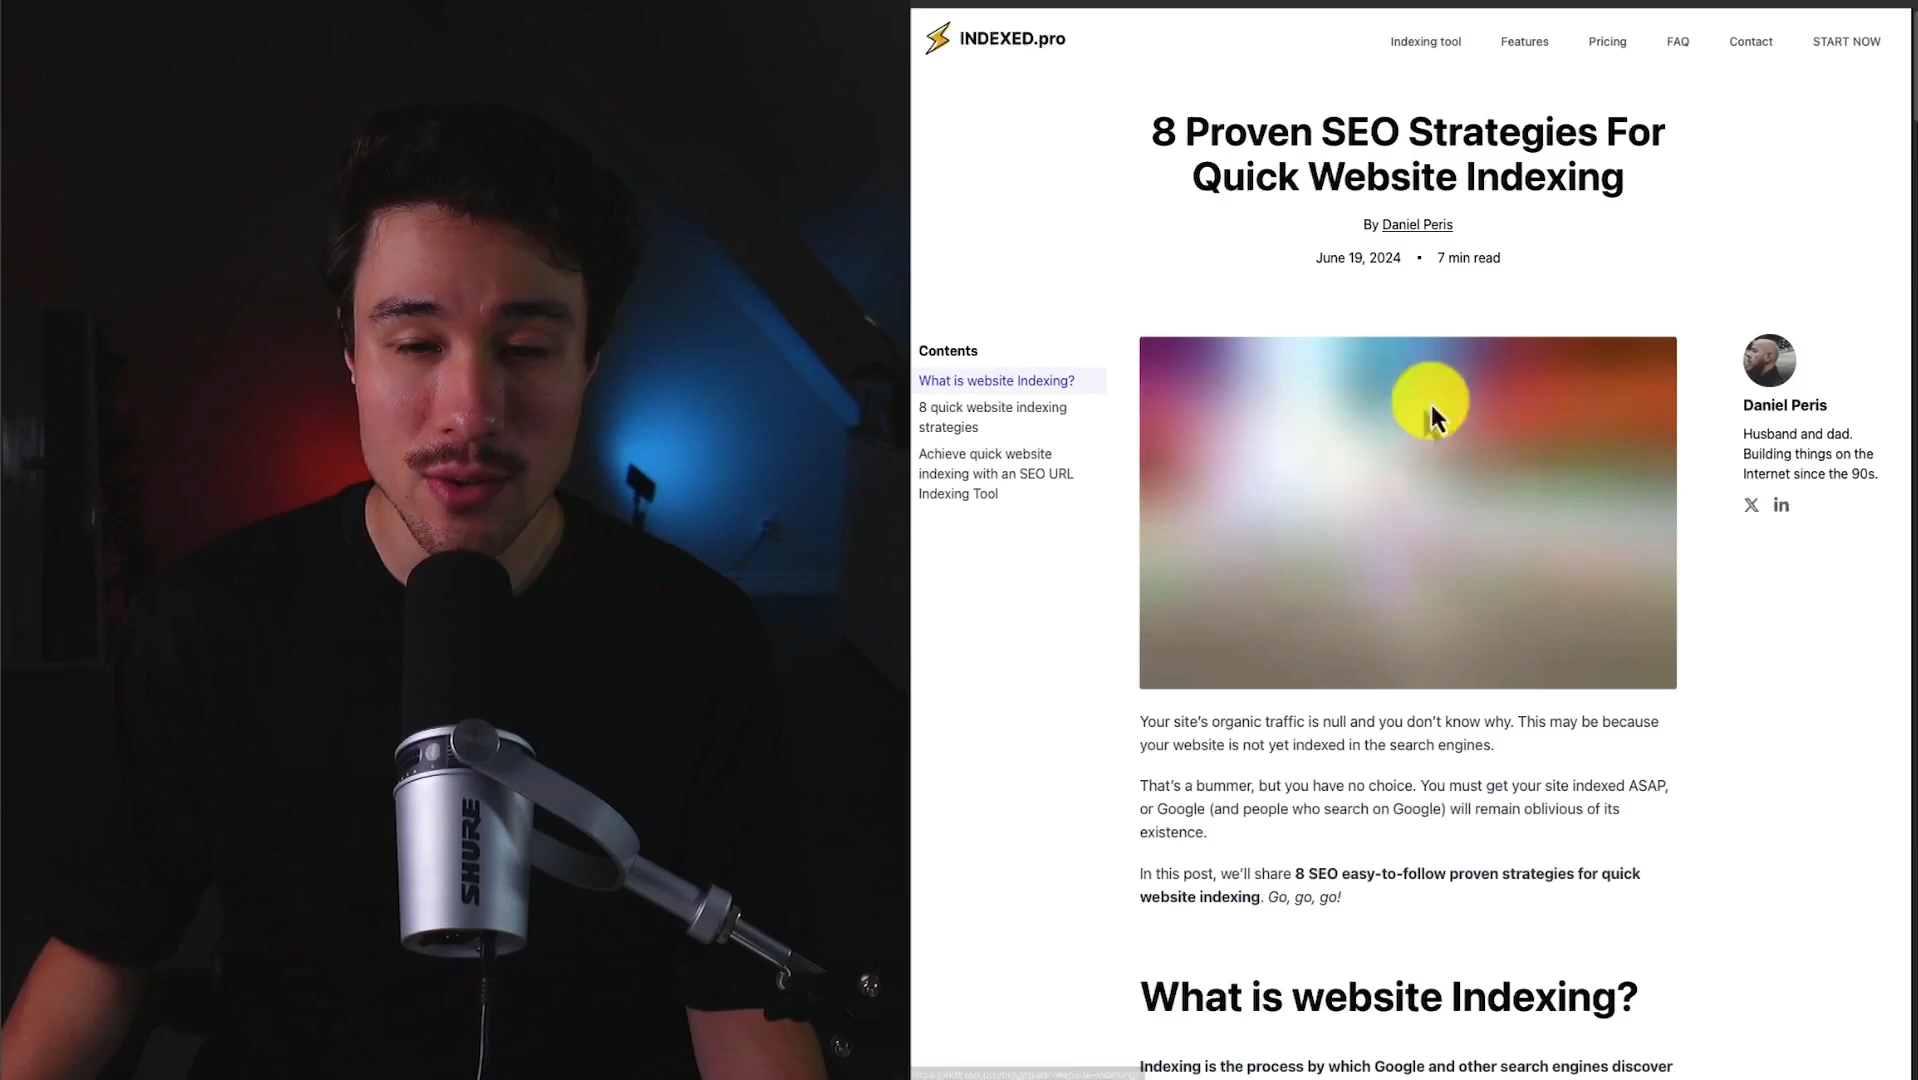 INDEXED.pro
Indexing tool
Features
Pricing
FAQ
Contact
START NOW
8 Proven SEO Strategies For
Quick Website Indexing
By Daniel Peris
June 19, 2024 ▪ 7 min read
Contents
What is website Indexing?
8 quick website indexing
strategies
Achieve quick website
indexing with an SEO URL
Indexing Tool
Daniel Peris
Husband and dad.
Building things on the
Internet since the 90s.
Your site’s organic traffic is null and you don’t know why. This may be because
your website is not yet indexed in the search engines.
That’s a bummer, but you have no choice. You must get your site indexed ASAP,
or Google (and people who search on Google) will remain oblivious of its
existence.
In this post, we’ll share 8 SEO easy-to-follow proven strategies for quick
website indexing. Go, go, go!
What is website Indexing?
Indexing is the process by which Google and other search engines discover
SHURE